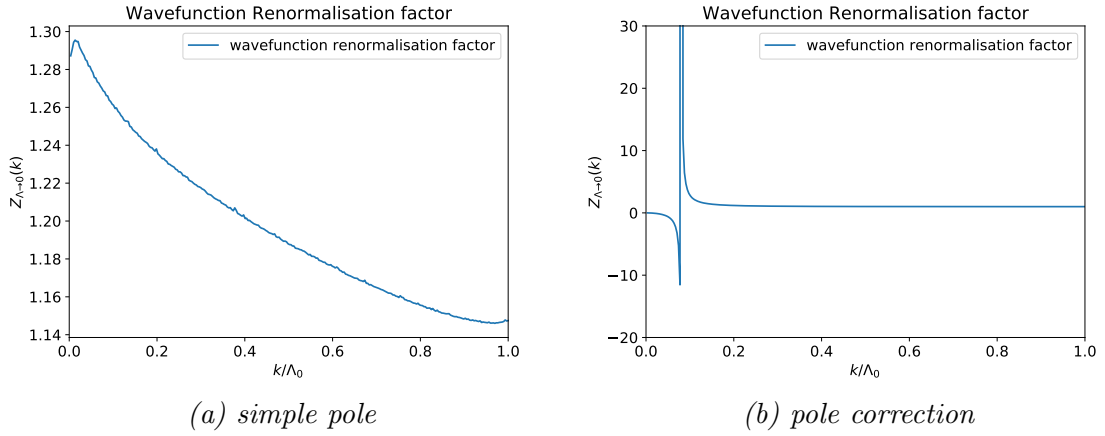 Wavefunction Renormalisation factor
wavefunction renormalisation factor
1.30
1.28
1.26
1.24
1.22
1.20
1.18
1.16
1.14
Z_{Λ→0}(k)
0.0 0.2 0.4 0.6 0.8 1.0
k/Λ₀
(a) simple pole
Wavefunction Renormalisation factor
wavefunction renormalisation factor
30
20
10
0
−10
−20
Z_{Λ→0}(k)
0.0 0.2 0.4 0.6 0.8 1.0
k/Λ₀
(b) pole correction